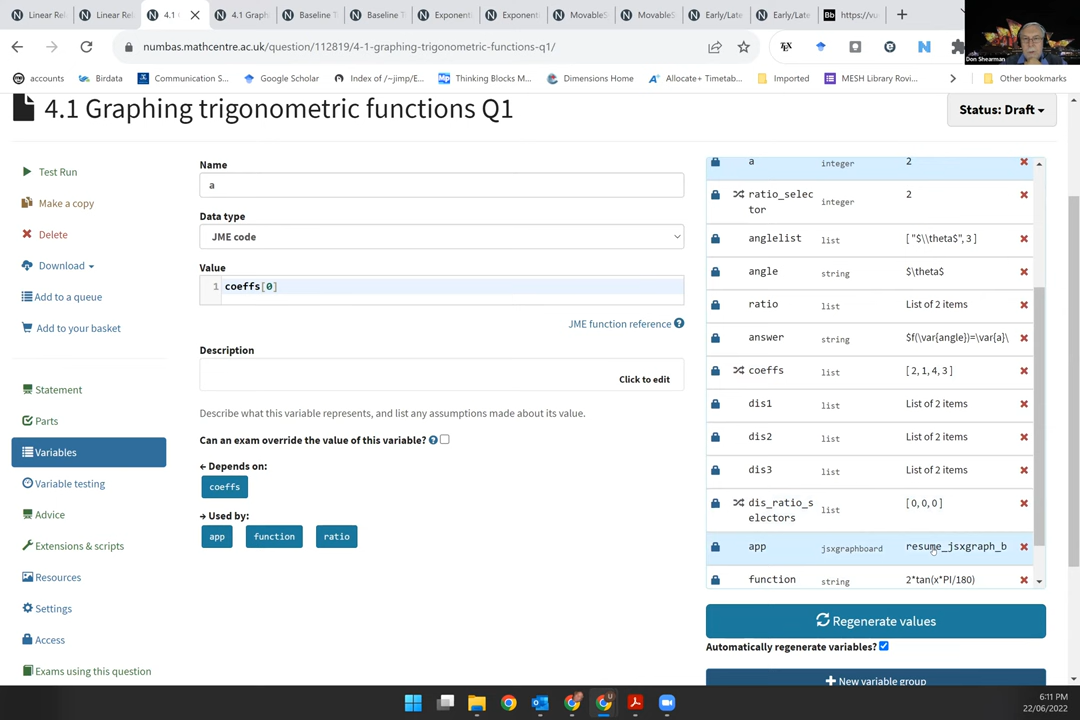 Linear Rel
Linear Rel
4.1
4.1 Graph
Baseline T
Baseline T
Exponenti
Exponent
MovableS
MovableS
Early/Late
Early/Late
Bb
https://vu
numbas.mathcentre.ac.uk/question/112819/4-1-graphing-trigonometric-functions-q1/
Don Shearman
accounts
Birdata
Communication S...
Google Scholar
Index of /~jimp/E...
Thinking Blocks M...
Dimensions Home
Allocate+ Timetab...
Imported
MESH Library Rovi...
Other bookmarks
4.1 Graphing trigonometric functions Q1
Status: Draft
Test Run
Make a copy
Delete
Download
Add to a queue
Add to your basket
Statement
Parts
Variables
Variable testing
Advice
Extensions & scripts
Resources
Settings
Access
Exams using this question
Name
a
Data type
JME code
Value
1 coeffs[0]
JME function reference
Description
Click to edit
Describe what this variable represents, and list any assumptions made about its value.
Can an exam override the value of this variable?
← Depends on:
coeffs
→ Used by:
app function ratio
a integer 2
ratio_selec
tor integer 2
anglelist list [ "$\\theta$", 3 ]
angle string $\theta$
ratio list List of 2 items
answer string $f(\var{angle})=\var{a}\
coeffs list [ 2, 1, 4, 3 ]
dis1 list List of 2 items
dis2 list List of 2 items
dis3 list List of 2 items
dis_ratio_s
electors list [ 0, 0, 0 ]
app jsxgraphboard resume_jsxgraph_b
function string 2*tan(x*PI/180)
Regenerate values
Automatically regenerate variables?
New variable group
6:11 PM
22/06/2022